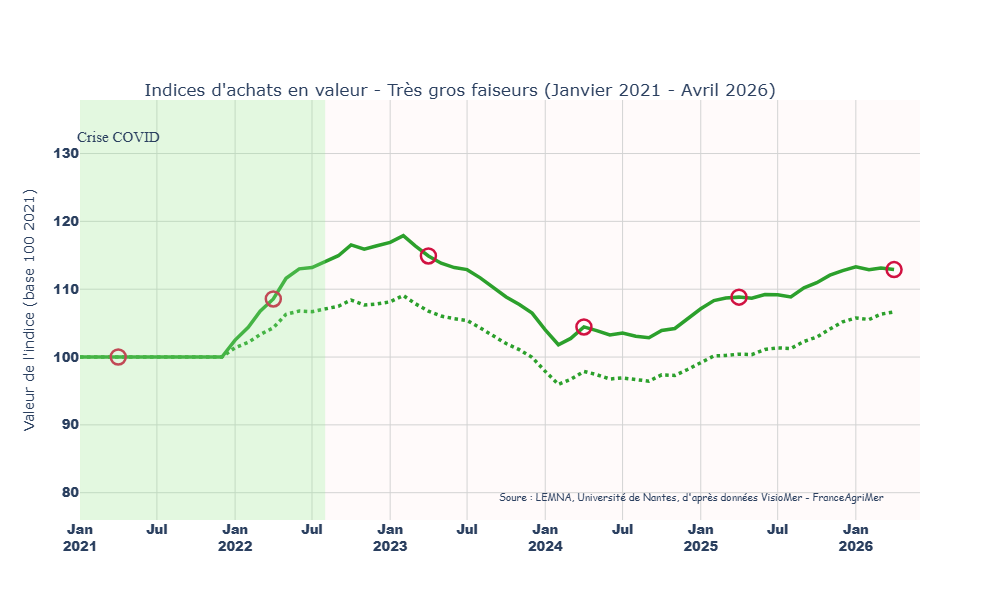 Indices d'achats en valeur - Très gros faiseurs (Janvier 2021 - Avril 2026)
Crise COVID
Valeur de l'indice (base 100 2021)
130
120
110
100
90
80
Soure : LEMNA, Université de Nantes, d'après données VisioMer - FranceAgriMer
Jan Jul Jan Jul Jan Jul Jan Jul Jan Jul Jan
2021 2022 2023 2024 2025 2026